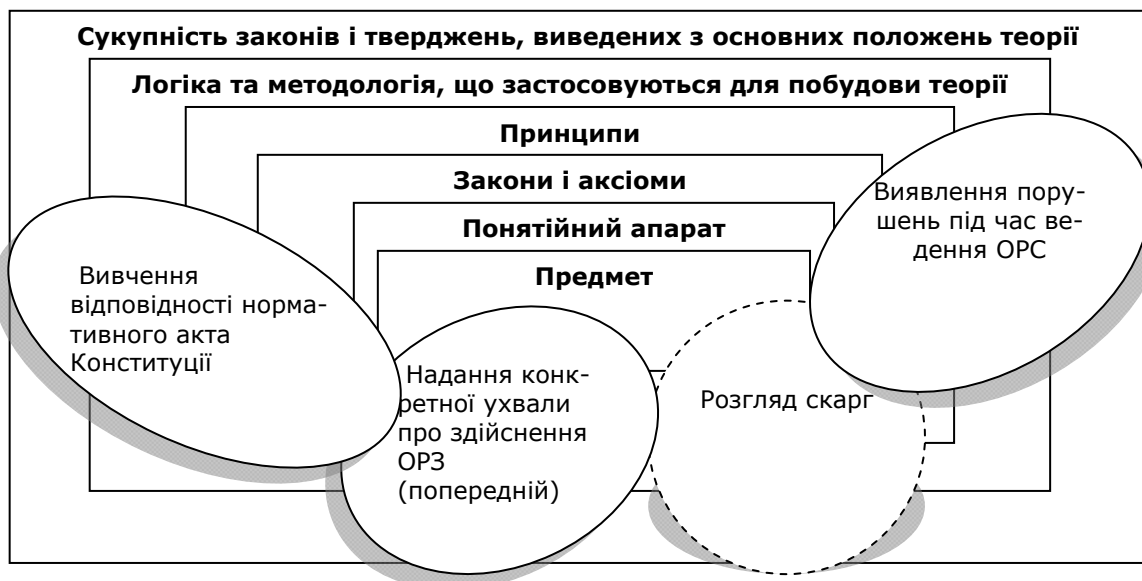 Сукупність законів і тверджень, виведених з основних положень теорії
Логіка та методологія, що застосовуються для побудови теорії
Принципи
Закони і аксіоми
Понятійний апарат
Предмет
Виявлення пору-
шень під час ве-
дення ОРС
Вивчення
відповідності норма-
тивного акта
Конституції
Надання конк-
ретної ухвали
про здійснення
ОРЗ
(попередній)
Розгляд скарг